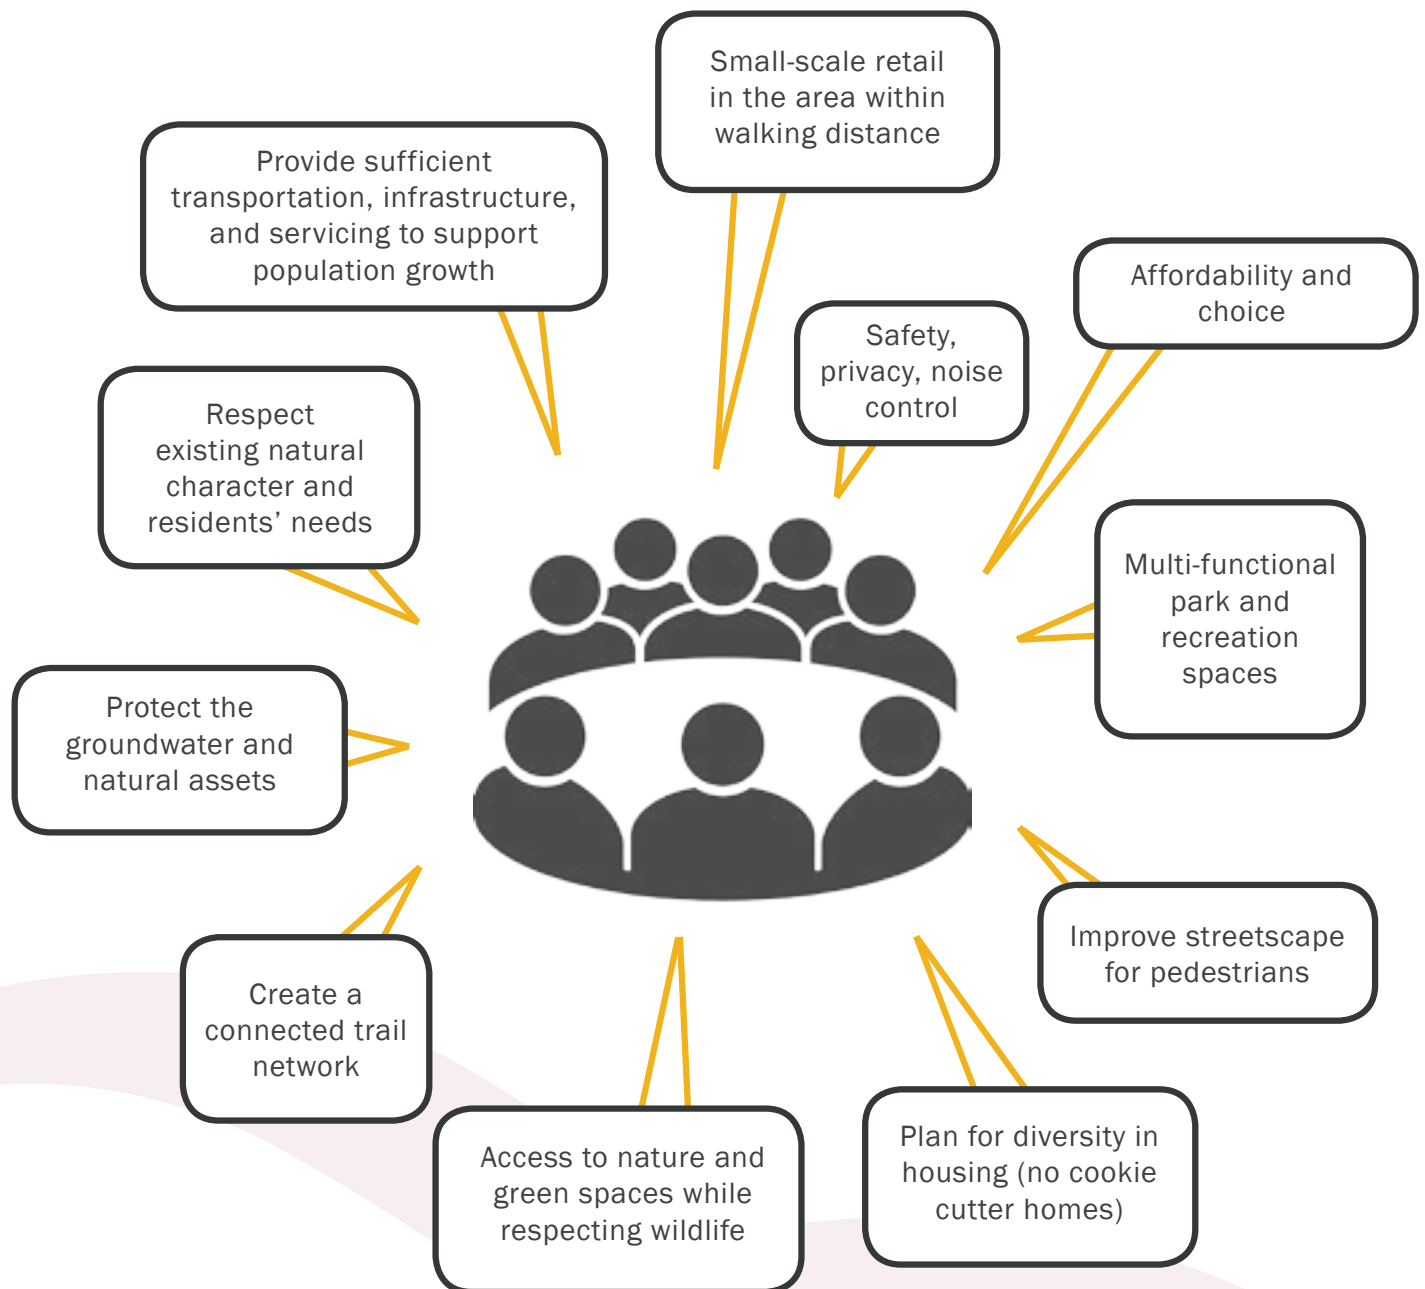 Small-scale retail
in the area within
walking distance
Provide sufficient
transportation, infrastructure,
and servicing to support
population growth
Affordability and
choice
Safety,
privacy, noise
control
Respect
existing natural
character and
residents’ needs
Multi-functional
park and
recreation
spaces
Protect the
groundwater and
natural assets
Improve streetscape
for pedestrians
Create a
connected trail
network
Access to nature and
green spaces while
respecting wildlife
Plan for diversity in
housing (no cookie
cutter homes)